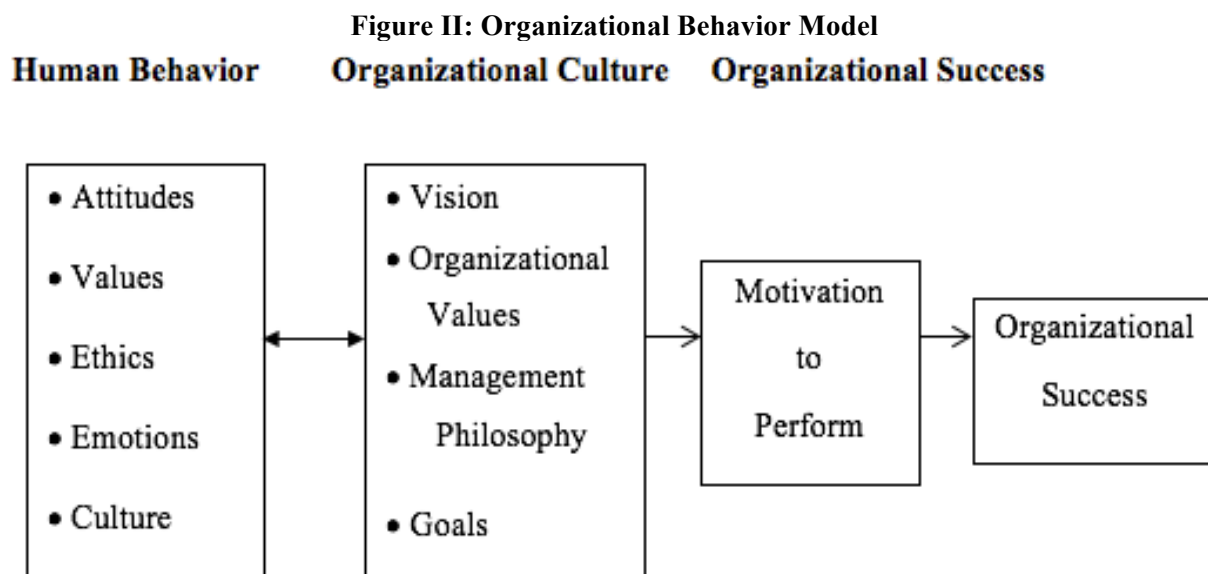 Figure II: Organizational Behavior Model
Human Behavior Organizational Culture Organizational Success
• Attitudes
• Values
• Ethics
• Emotions
• Culture
• Vision
• Organizational
Values
• Management
Philosophy
• Goals
Motivation
to
Perform
Organizational
Success